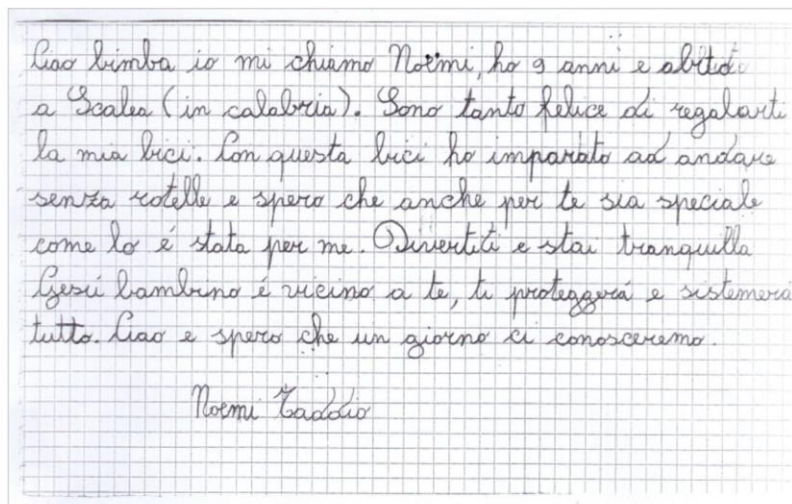 Ciao bimba io mi chiamo Noemi, ho 9 anni e abito
a Scalea (in calabria). Sono tanto felice di regalarti
la mia bici. Con questa bici ho imparato ad andare
senza rotelle e spero che anche per te sia speciale
come lo é stata per me. Divertiti e stai tranquilla
Gesú bambino é vicino a te, ti proteggerá e sistemerá
tutto. Ciao e spero che un giorno ci conosceremo.
Noemi Taddio